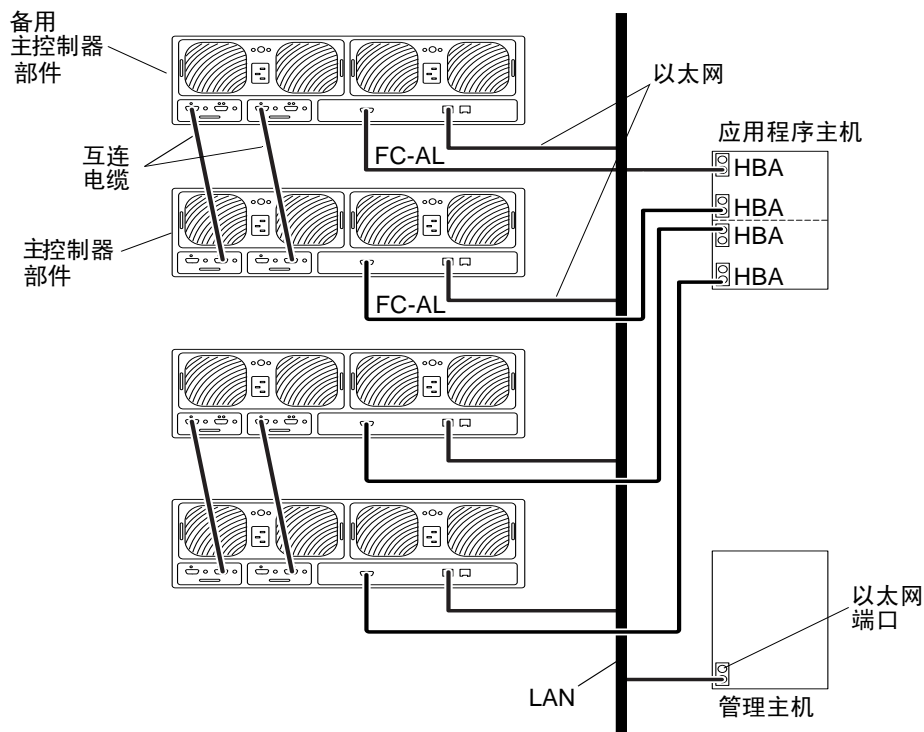 备用
主控制器
部件
以太网
应用程序主机
互连
电缆
FC-AL
HBA
HBA
HBA
主控制器
部件
HBA
FC-AL
以太网
端口
LAN
管理主机